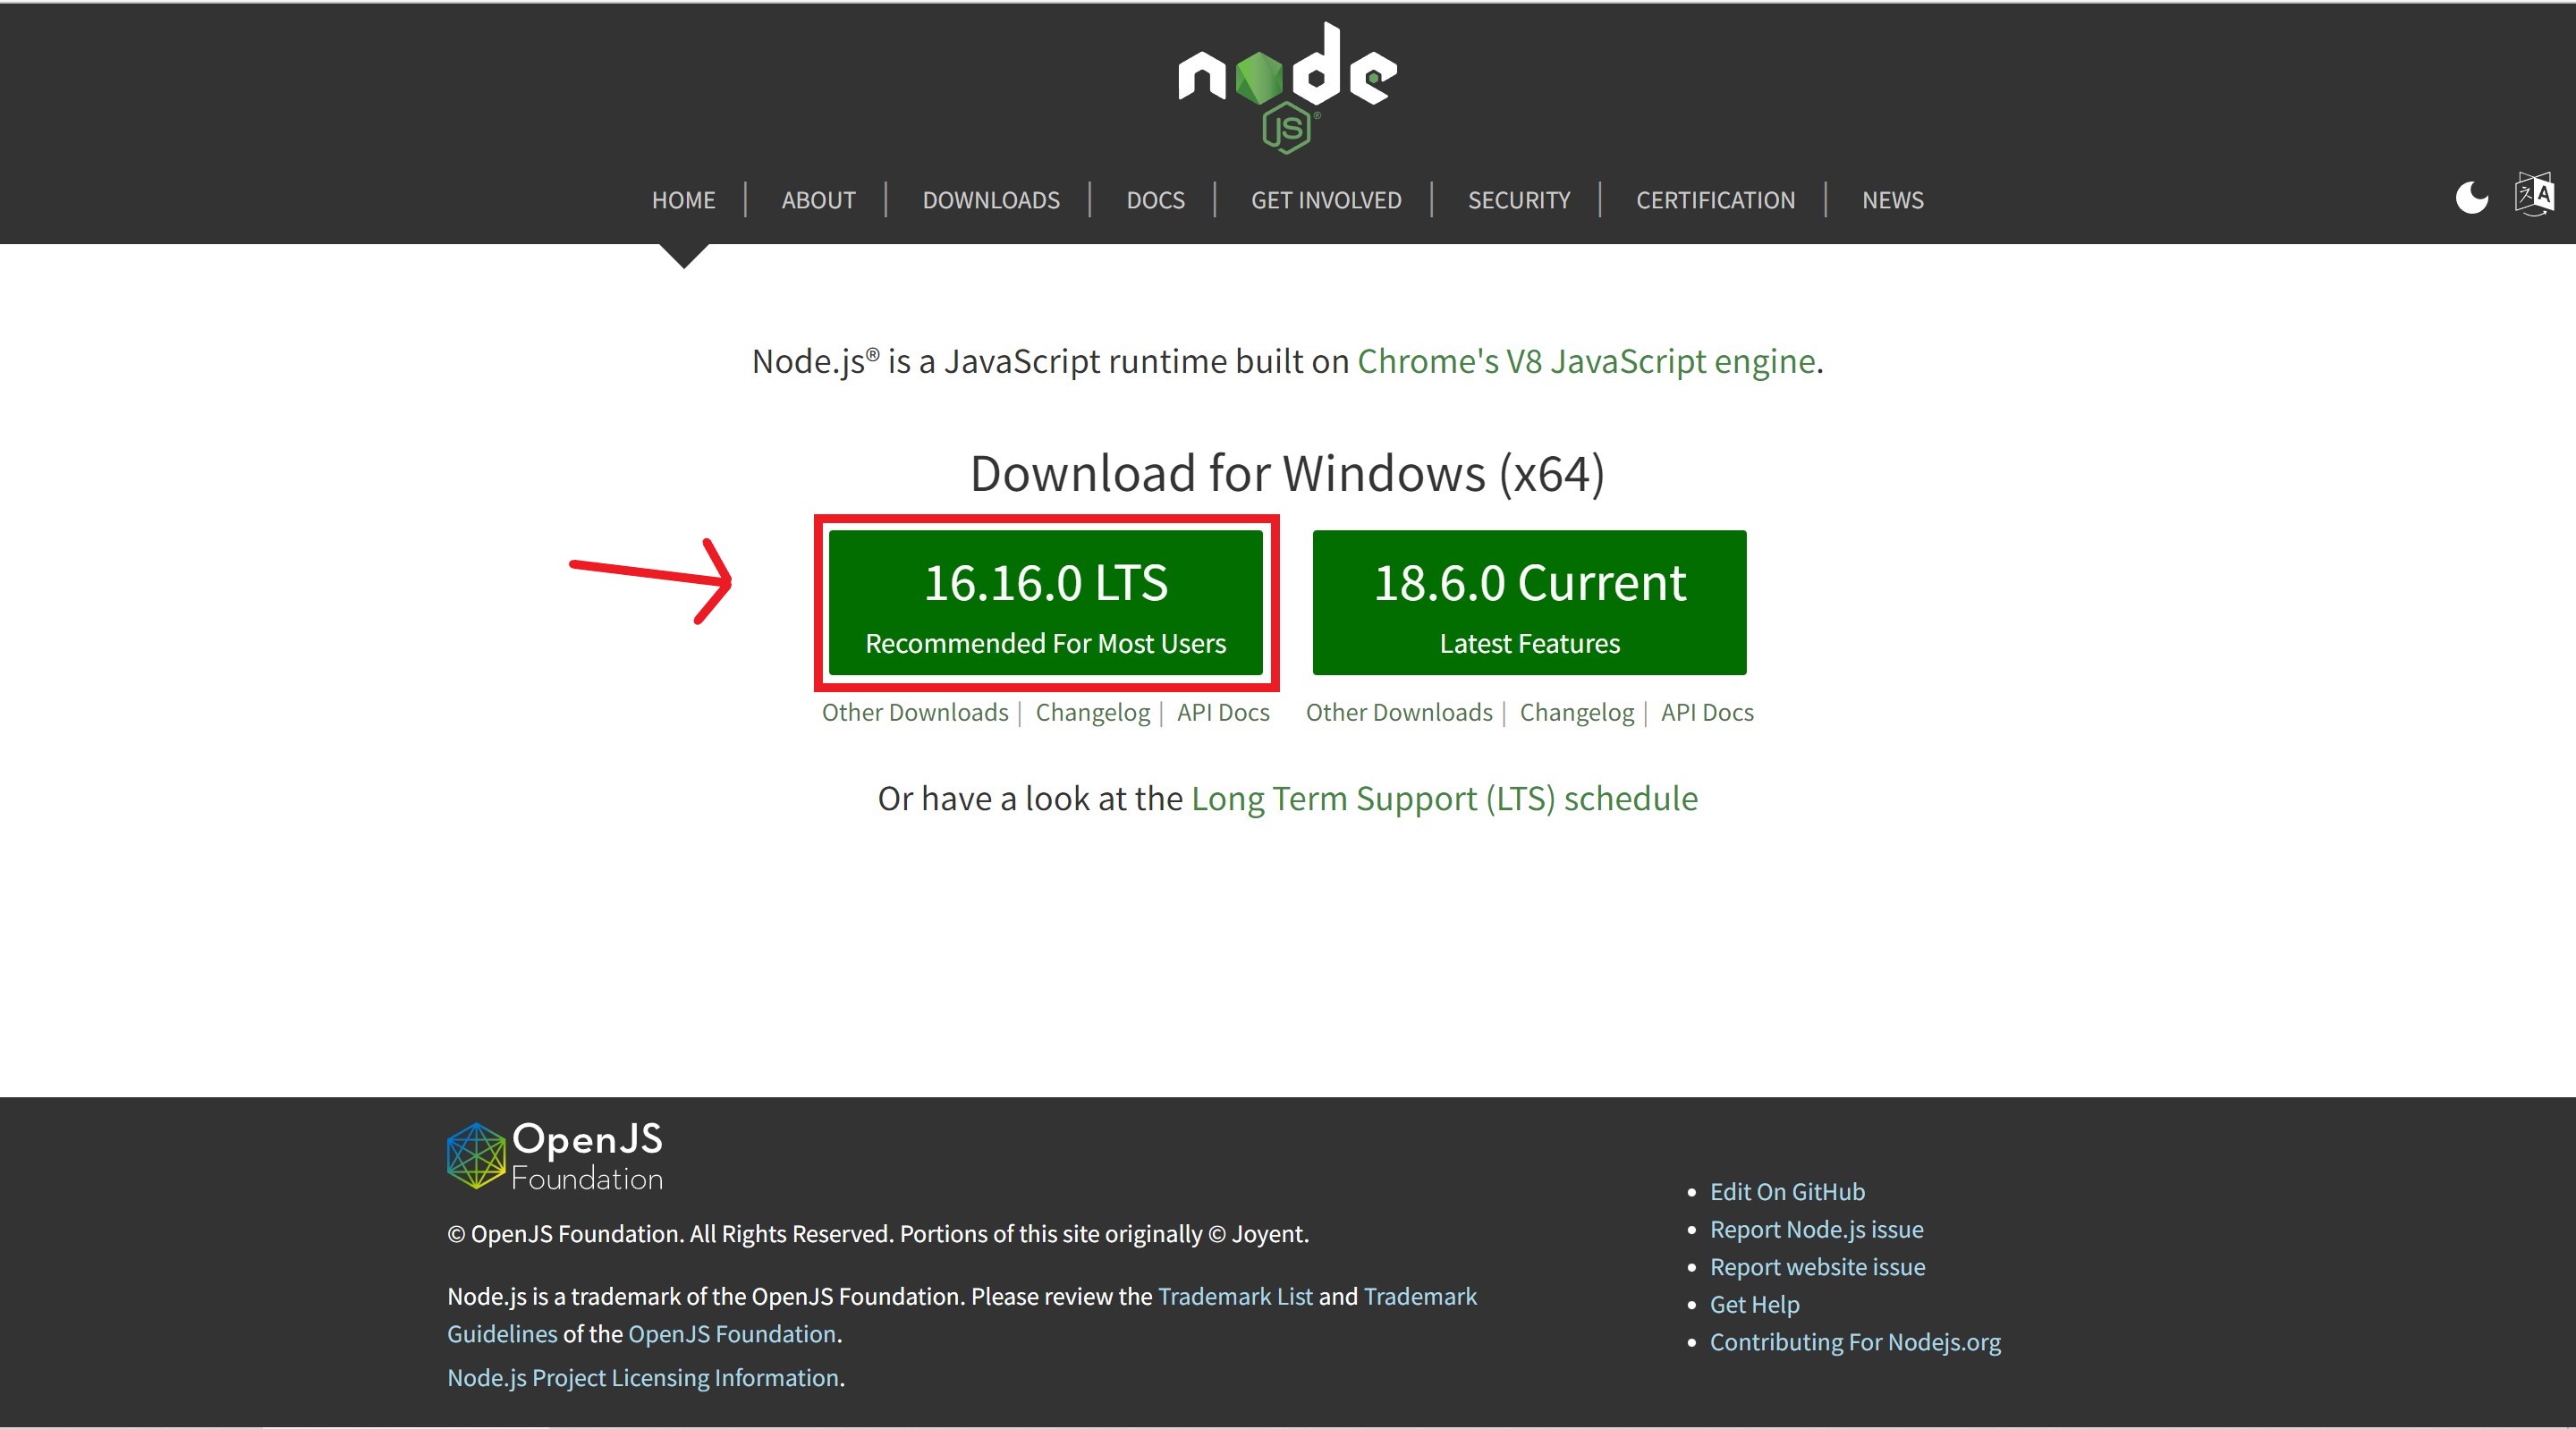 node
JS ®
HOME | ABOUT | DOWNLOADS | DOCS | GET INVOLVED | SECURITY | CERTIFICATION | NEWS
Node.js® is a JavaScript runtime built on Chrome's V8 JavaScript engine.
Download for Windows (x64)
16.16.0 LTS
Recommended For Most Users
18.6.0 Current
Latest Features
Other Downloads | Changelog | API Docs
Other Downloads | Changelog | API Docs
Or have a look at the Long Term Support (LTS) schedule
OpenJS
Foundation
© OpenJS Foundation. All Rights Reserved. Portions of this site originally © Joyent.
Node.js is a trademark of the OpenJS Foundation. Please review the Trademark List and Trademark
Guidelines of the OpenJS Foundation.
Node.js Project Licensing Information.
Edit On GitHub
Report Node.js issue
Report website issue
Get Help
Contributing For Nodejs.org